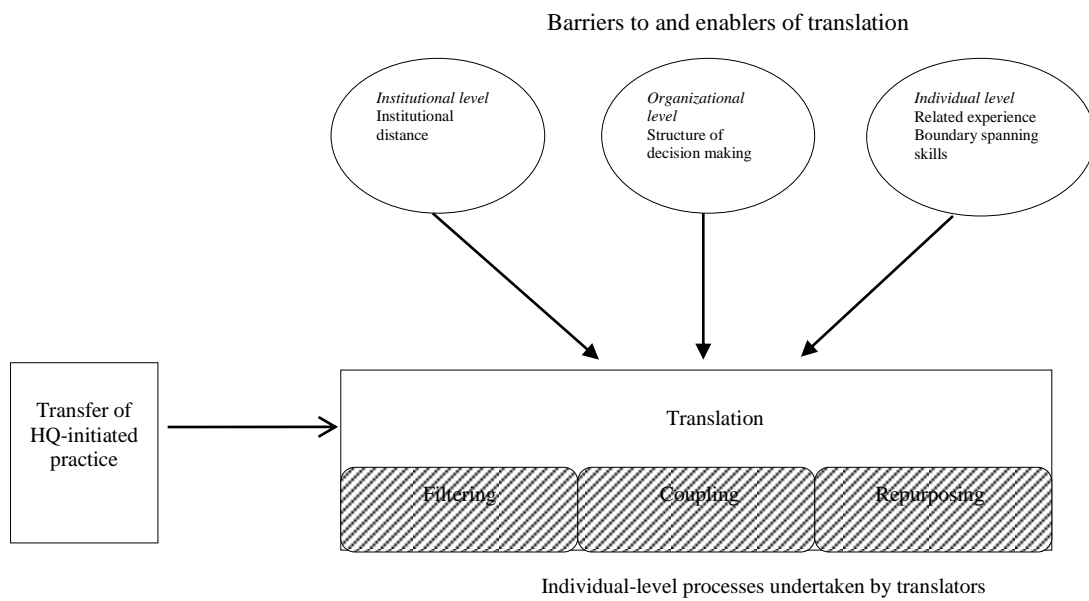 Barriers to and enablers of translation
Institutional level
Institutional
distance
Organizational
level
Structure of
decision making
Individual level
Related experience
Boundary spanning
skills
Transfer of
HQ-initiated
practice
Translation
Filtering
Coupling
Repurposing
Individual-level processes undertaken by translators